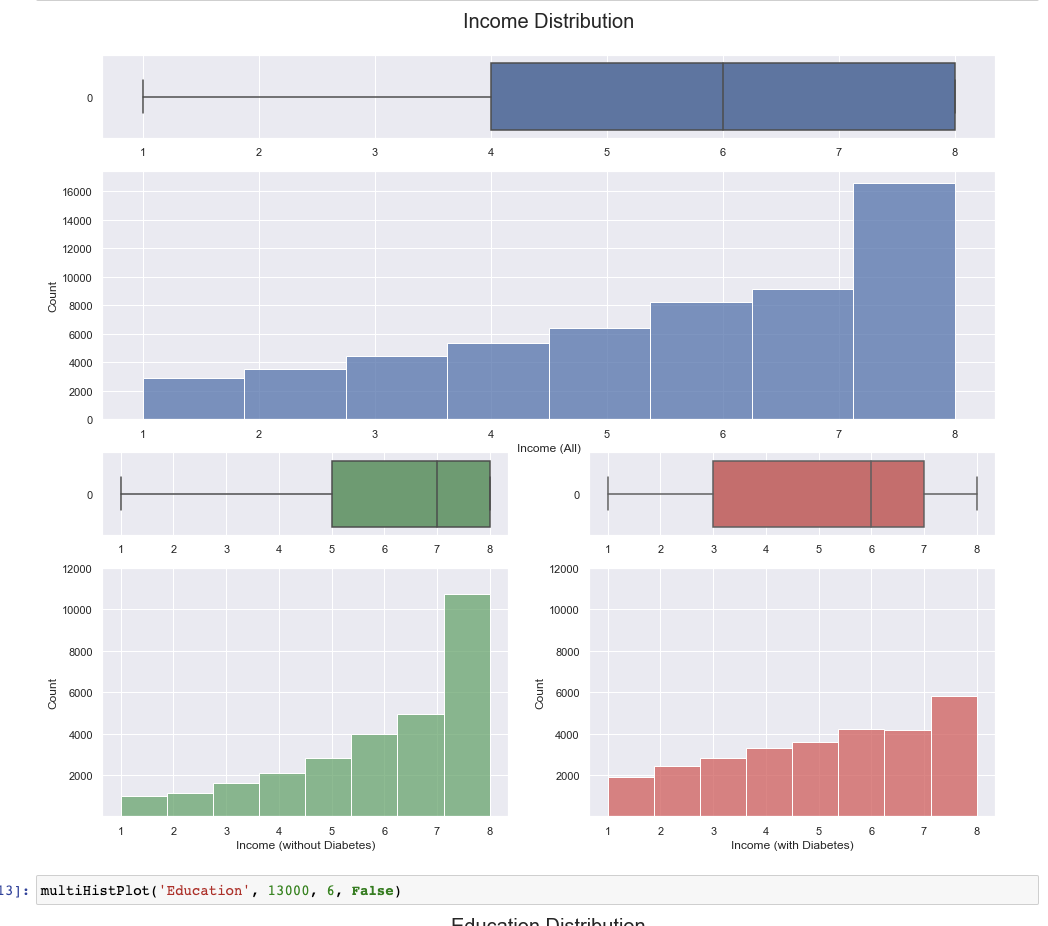 Income Distribution
0
1 2 3 4 5 6 7 8
16000
14000
12000
10000
8000
6000
4000
2000
0
Count
1 2 3 4 5 6 7 8
Income (All)
0
1 2 3 4 5 6 7 8
0
1 2 3 4 5 6 7 8
12000
10000
8000
6000
4000
2000
Count
1 2 3 4 5 6 7 8
Income (without Diabetes)
12000
10000
8000
6000
4000
2000
Count
1 2 3 4 5 6 7 8
Income (with Diabetes)
13]: multiHistPlot('Education', 13000, 6, False)
Education Distribution